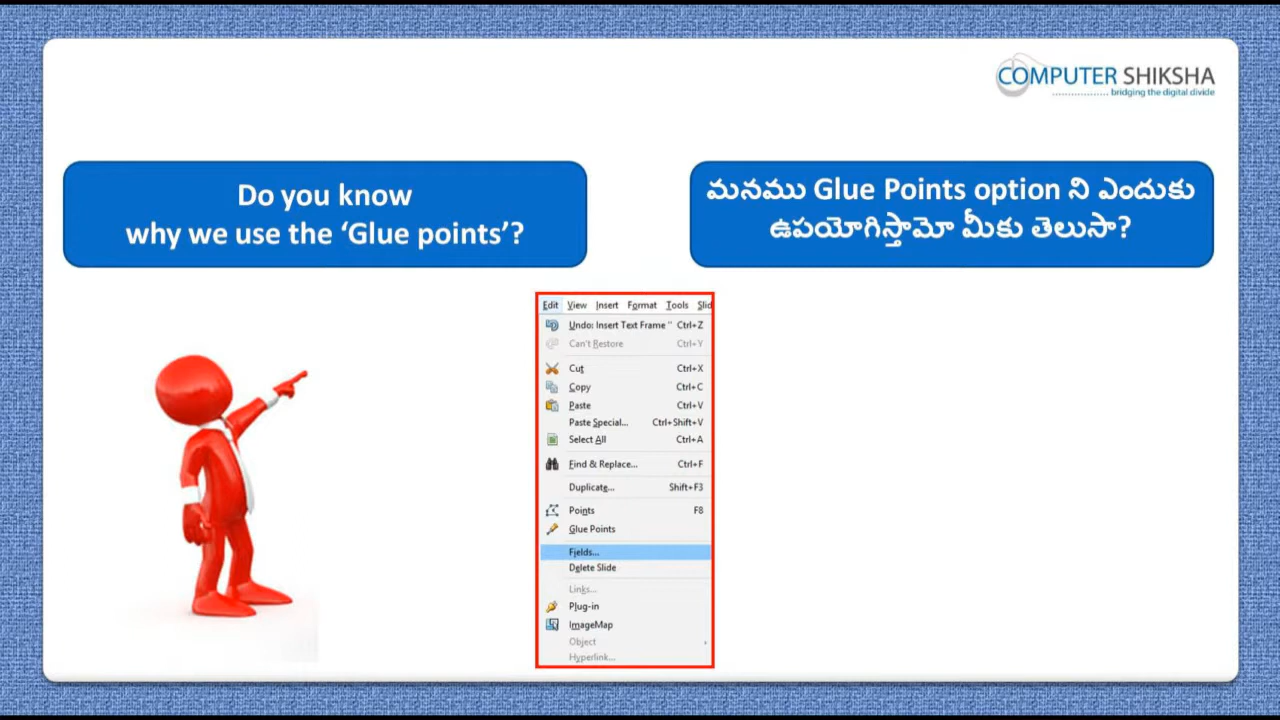 COMPUTER SHIKSHA
bridging the digital divide
Do you know
why we use the ‘Glue points’?
మనము Glue Points option ని ఎందుకు
ఉపయోగిస్తామో మీకు తెలుసా?
Edit View Insert Format Tools Slid
Undo: Insert Text Frame " Ctrl+Z
Can't Restore Ctrl+Y
Cut Ctrl+X
Copy Ctrl+C
Paste Ctrl+V
Paste Special... Ctrl+Shift+V
Select All Ctrl+A
Find & Replace... Ctrl+F
Duplicate... Shift+F3
Points F8
Glue Points
Fields...
Delete Slide
Links...
Plug-in
ImageMap
Object
Hyperlink...